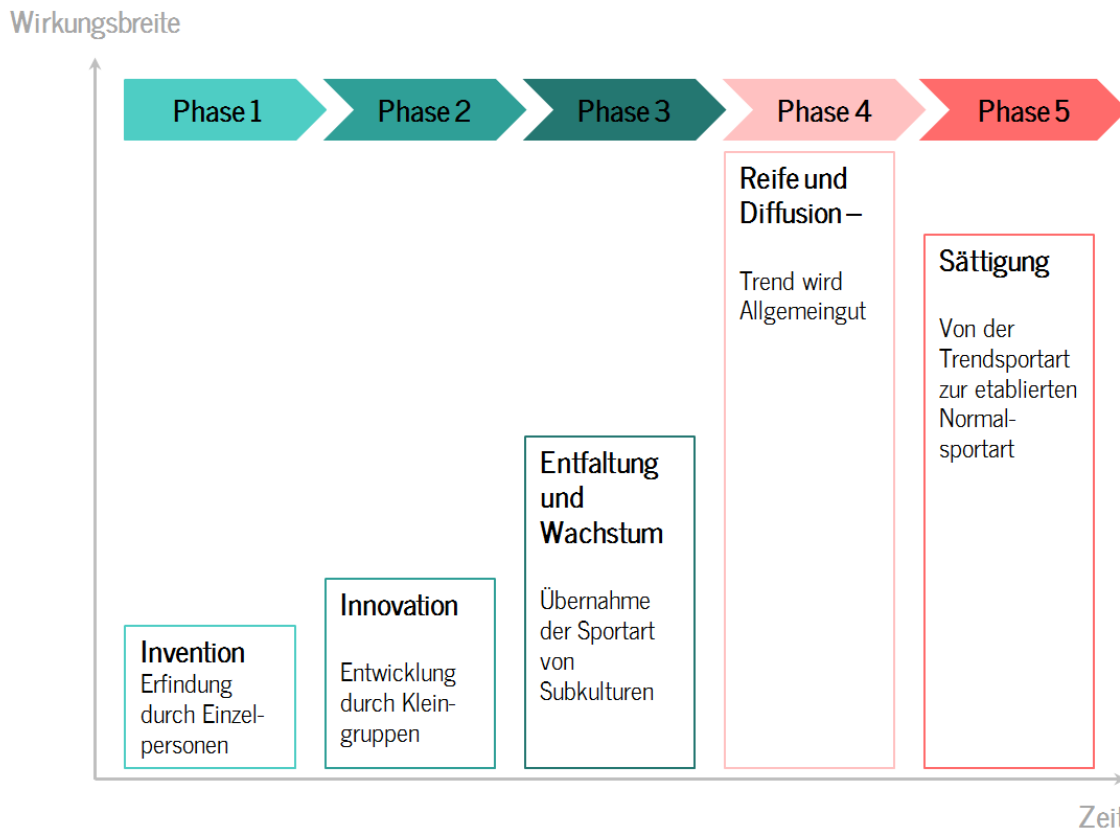 Wirkungsbreite
Phase 1
Phase 2
Phase 3
Phase 4
Phase 5
Invention
Erfindung
durch Einzel-
personen
Innovation
Entwicklung
durch Klein-
gruppen
Entfaltung
und
Wachstum
Übernahme
der Sportart
von
Subkulturen
Reife und
Diffusion –
Trend wird
Allgemeingut
Sättigung
Von der
Trendsportart
zur etablierten
Normal-
sportart
Zeit